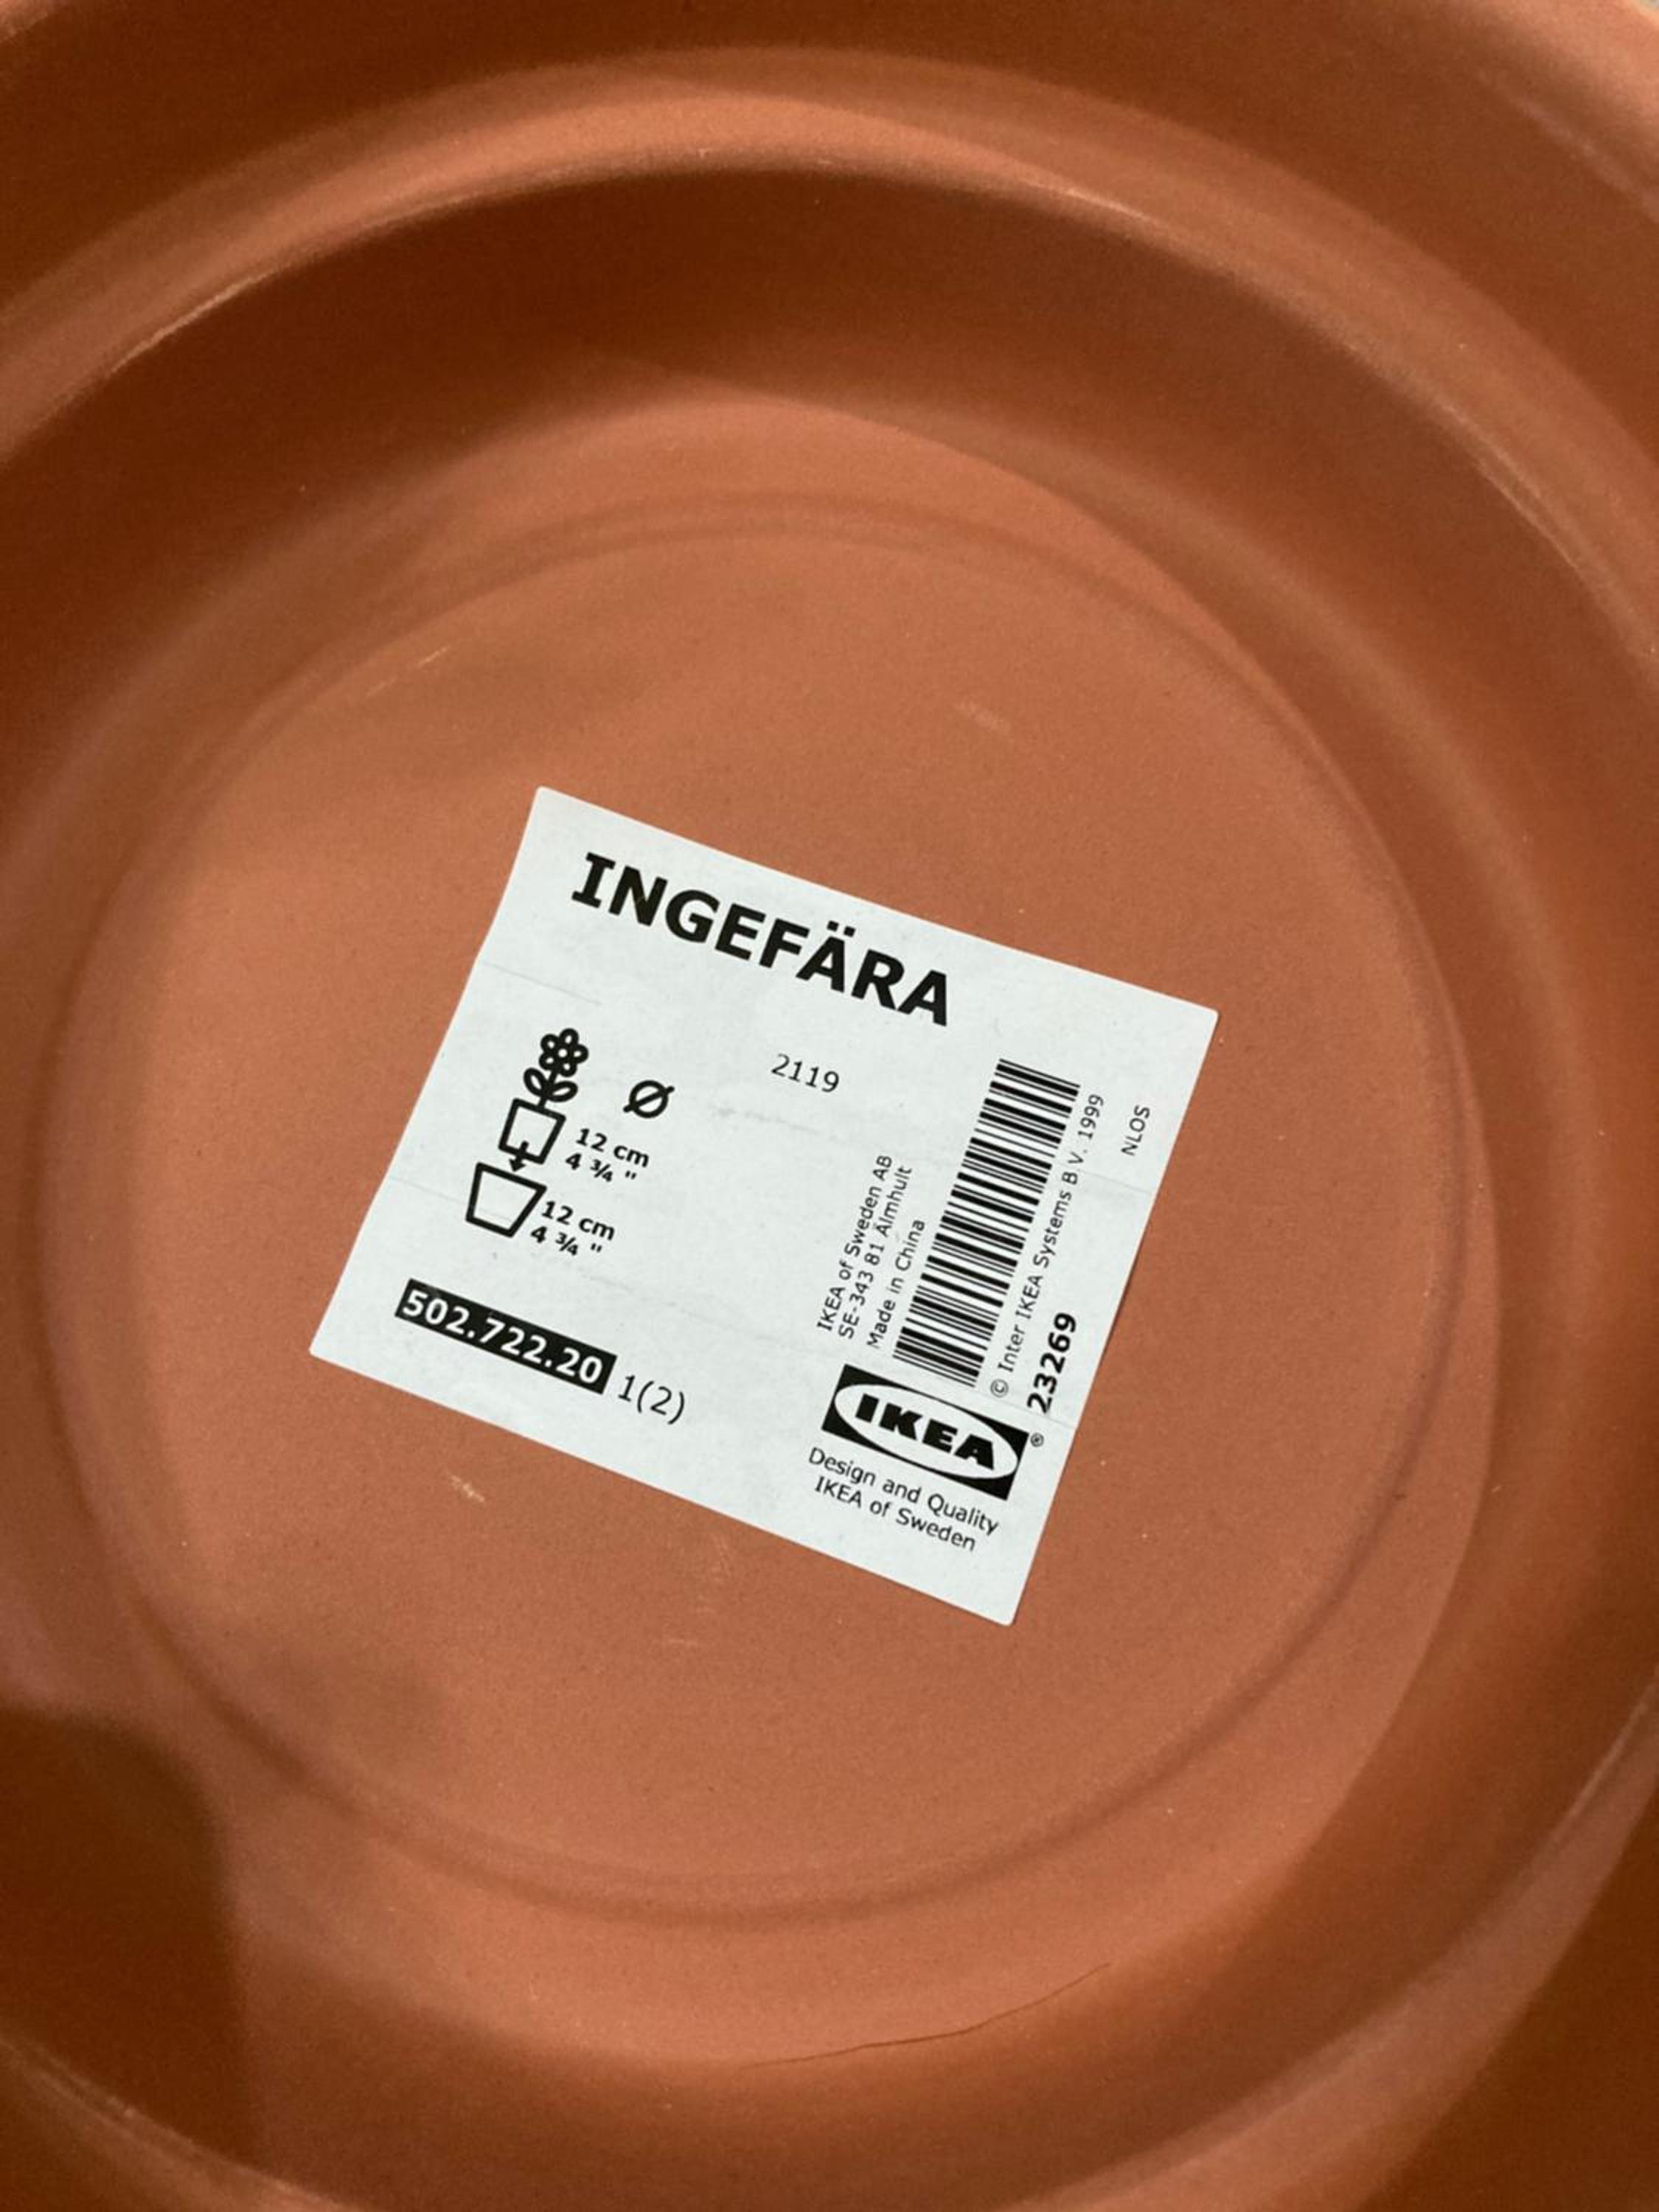 INGEFÄRA
2119
Ø
12 cm
4 ¾ "
12 cm
4 ¾ "
502.722.20 1(2)
IKEA of Sweden AB
SE-343 81 Älmhult
Made in China
© Inter IKEA Systems B.V. 1999
23269
NLOS
IKEA®
Design and Quality
IKEA of Sweden